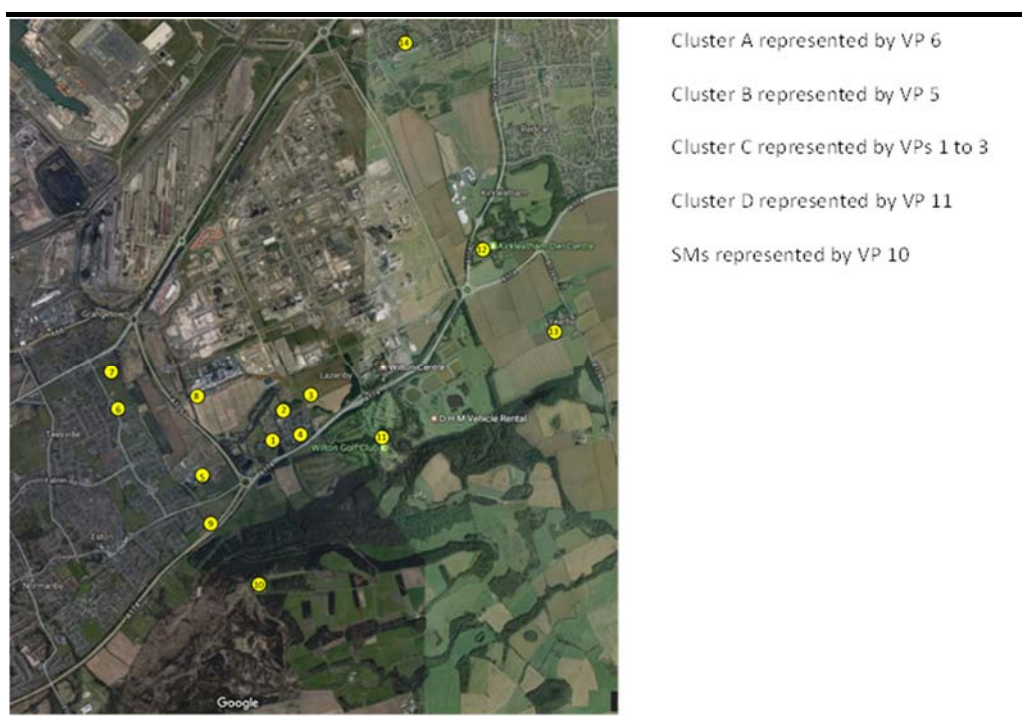 14
Redcar
Kirkleatham
12
Kirkleatham Owl Centre
Yearby
13
Grangetown
Wilton Centre
7
Lazenby
8
3
6
2
D H M Vehicle Rental
Teesville
4
11
1
Wilton Golf Club
5
Eston
9
10
Normanby
Google
Cluster A represented by VP 6
Cluster B represented by VP 5
Cluster C represented by VPs 1 to 3
Cluster D represented by VP 11
SMs represented by VP 10